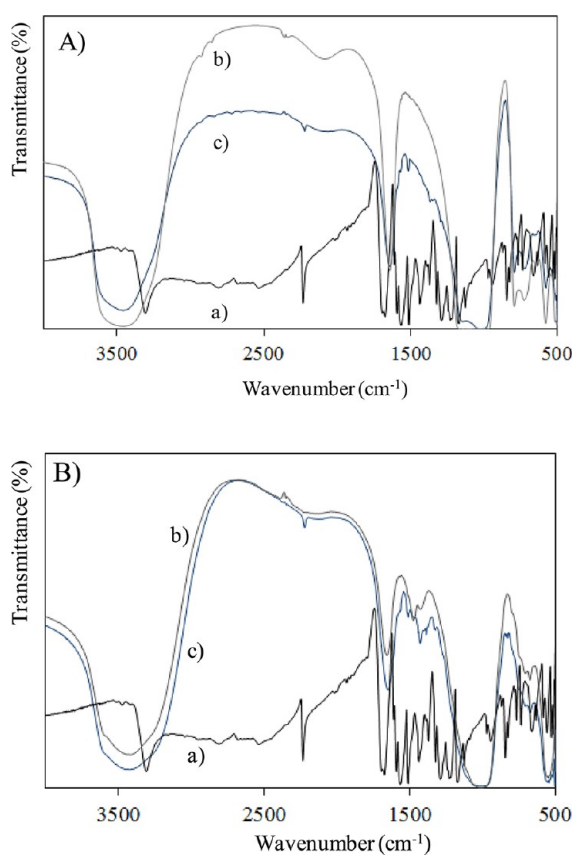 A)
Transmittance (%)
b)
c)
a)
3500 2500 1500 500
Wavenumber (cm-1)
B)
Transmittance (%)
b)
c)
a)
3500 2500 1500 500
Wavenumber (cm-1)